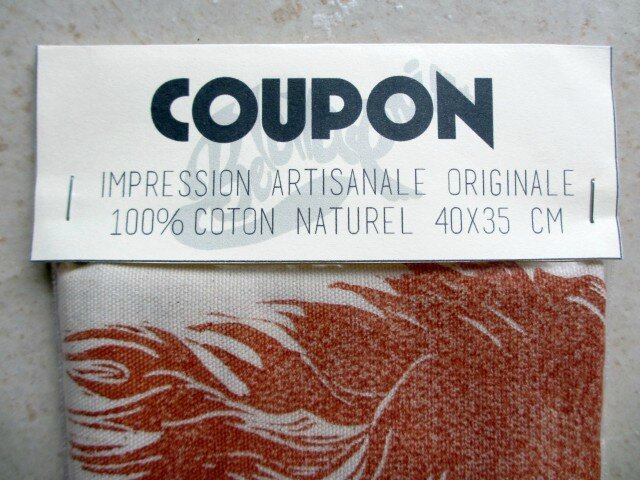 COUPON
IMPRESSION ARTISANALE ORIGINALE
100% COTON NATUREL 40X35 CM